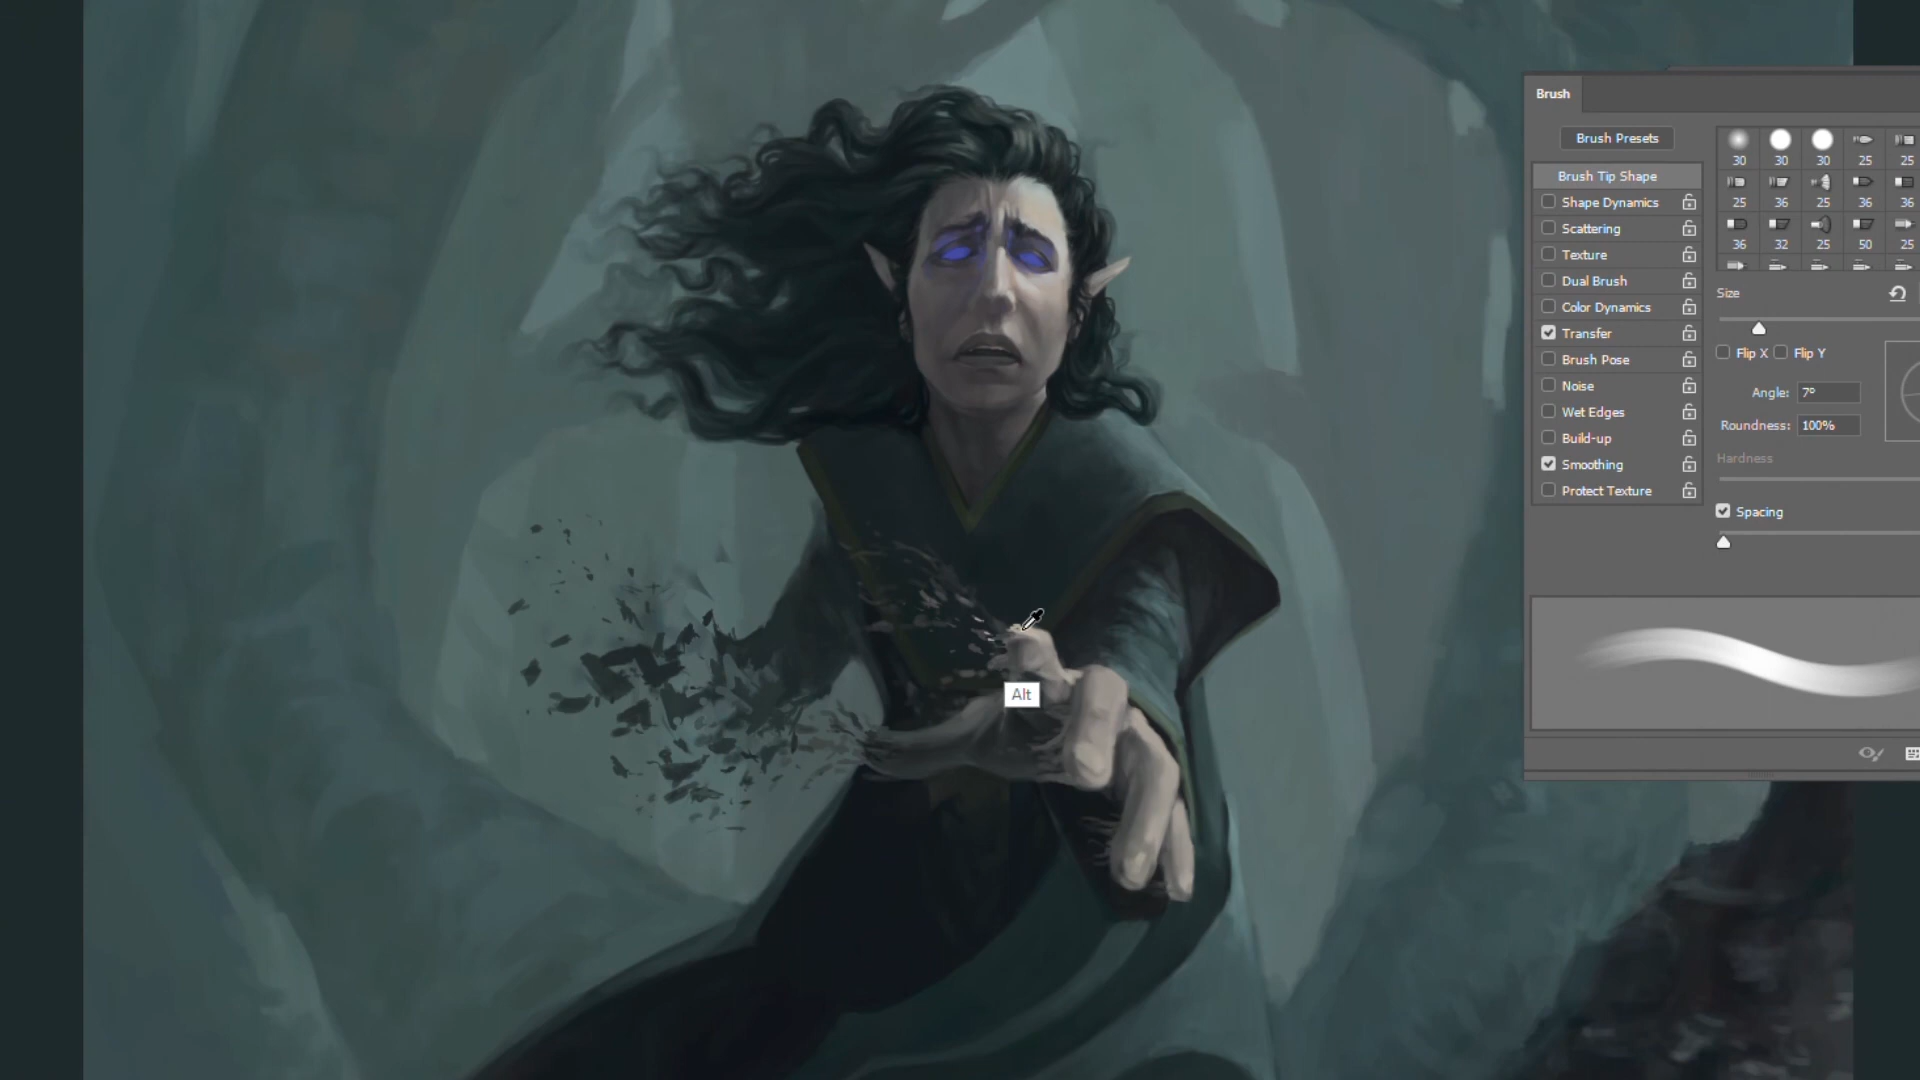 Brush
Brush Presets
Brush Tip Shape
Shape Dynamics
Scattering
Texture
Dual Brush
Color Dynamics
Transfer
Brush Pose
Noise
Wet Edges
Build-up
Smoothing
Protect Texture
30 30 30 25 25
25 36 25 36 36
36 32 25 50 25
Size
Flip X Flip Y
Angle: 7°
Roundness: 100%
Hardness
Spacing
Alt